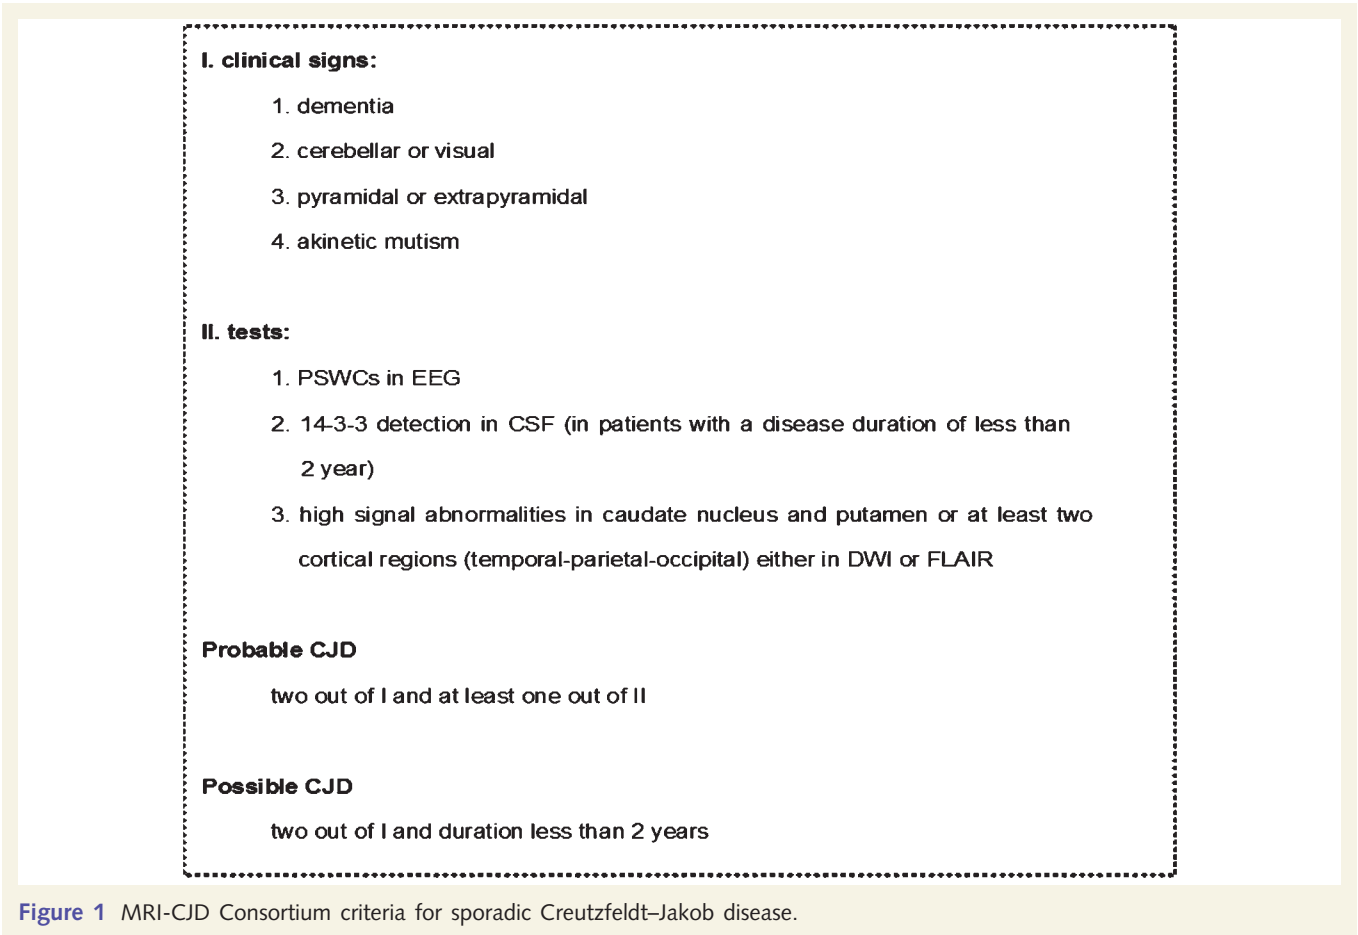 I. clinical signs:
1. dementia
2. cerebellar or visual
3. pyramidal or extrapyramidal
4. akinetic mutism
II. tests:
1. PSWCs in EEG
2. 14-3-3 detection in CSF (in patients with a disease duration of less than
2 year)
3. high signal abnormalities in caudate nucleus and putamen or at least two
cortical regions (temporal-parietal-occipital) either in DWI or FLAIR
Probable CJD
two out of I and at least one out of II
Possible CJD
two out of I and duration less than 2 years
Figure 1 MRI-CJD Consortium criteria for sporadic Creutzfeldt–Jakob disease.